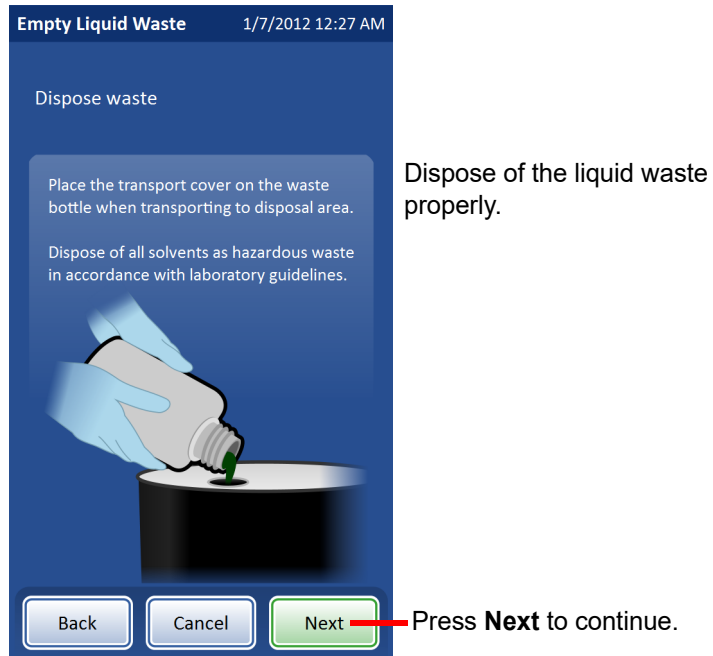 Empty Liquid Waste 1/7/2012 12:27 AM
Dispose waste
Place the transport cover on the waste
bottle when transporting to disposal area.
Dispose of all solvents as hazardous waste
in accordance with laboratory guidelines.
Dispose of the liquid waste
properly.
Back Cancel Next
Press Next to continue.